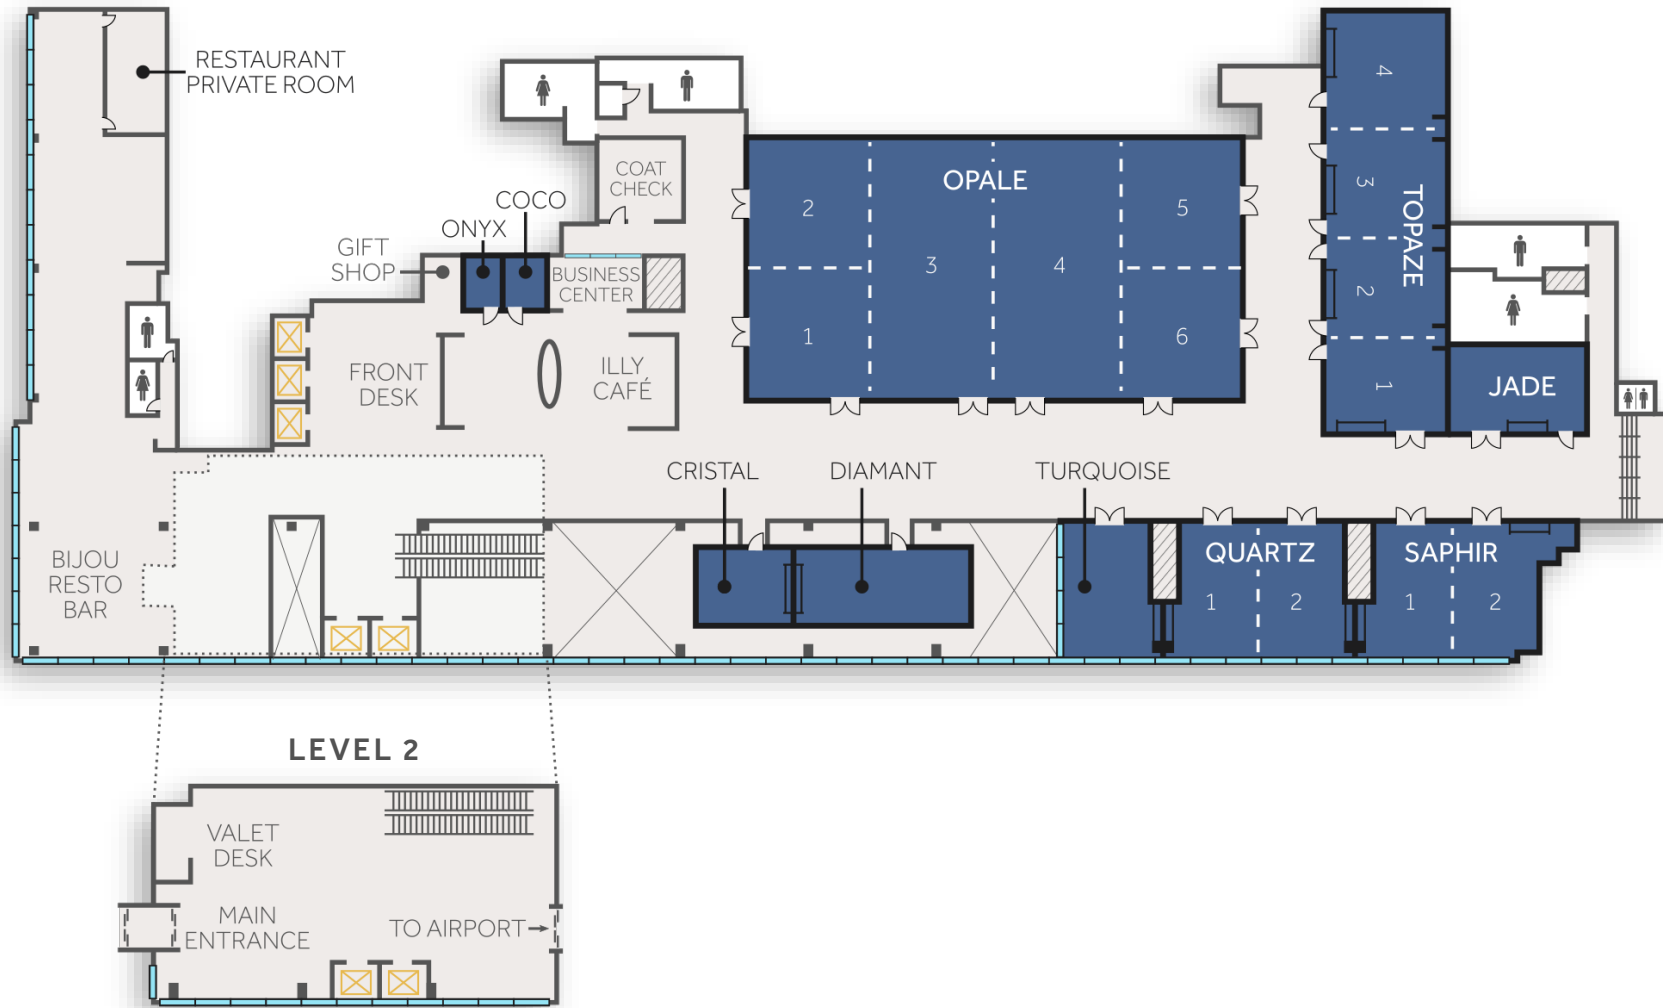 RESTAURANT
PRIVATE ROOM
COAT
CHECK
COCO
ONYX
GIFT
SHOP
BUSINESS
CENTER
FRONT
DESK
ILLY
CAFÉ
OPALE
2
5
3
4
1
6
4
3
TOPAZE
2
1
JADE
CRISTAL
DIAMANT
TURQUOISE
BIJOU
RESTO
BAR
QUARTZ
1
2
SAPHIR
1
2
LEVEL 2
VALET
DESK
MAIN
ENTRANCE
TO AIRPORT